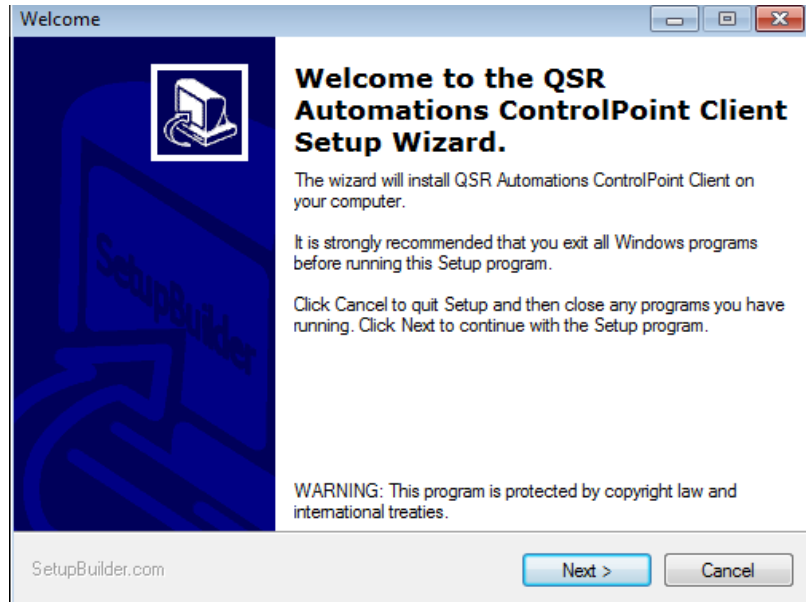 Welcome
Welcome to the QSR
Automations ControlPoint Client
Setup Wizard.
The wizard will install QSR Automations ControlPoint Client on
your computer.
It is strongly recommended that you exit all Windows programs
before running this Setup program.
Click Cancel to quit Setup and then close any programs you have
running. Click Next to continue with the Setup program.
SetupBuilder
WARNING: This program is protected by copyright law and
international treaties.
SetupBuilder.com
Next >
Cancel